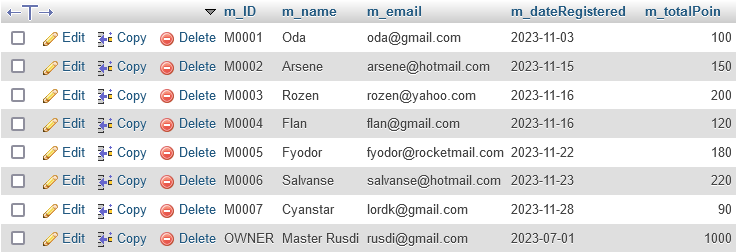 m_ID m_name m_email m_dateRegistered m_totalPoin
Edit Copy Delete M0001 Oda oda@gmail.com 2023-11-03 100
Edit Copy Delete M0002 Arsene arsene@hotmail.com 2023-11-15 150
Edit Copy Delete M0003 Rozen rozen@yahoo.com 2023-11-16 200
Edit Copy Delete M0004 Flan flan@gmail.com 2023-11-16 120
Edit Copy Delete M0005 Fyodor fyodor@rocketmail.com 2023-11-22 180
Edit Copy Delete M0006 Salvanse salvanse@hotmail.com 2023-11-23 220
Edit Copy Delete M0007 Cyanstar lordk@gmail.com 2023-11-28 90
Edit Copy Delete OWNER Master Rusdi rusdi@gmail.com 2023-07-01 1000